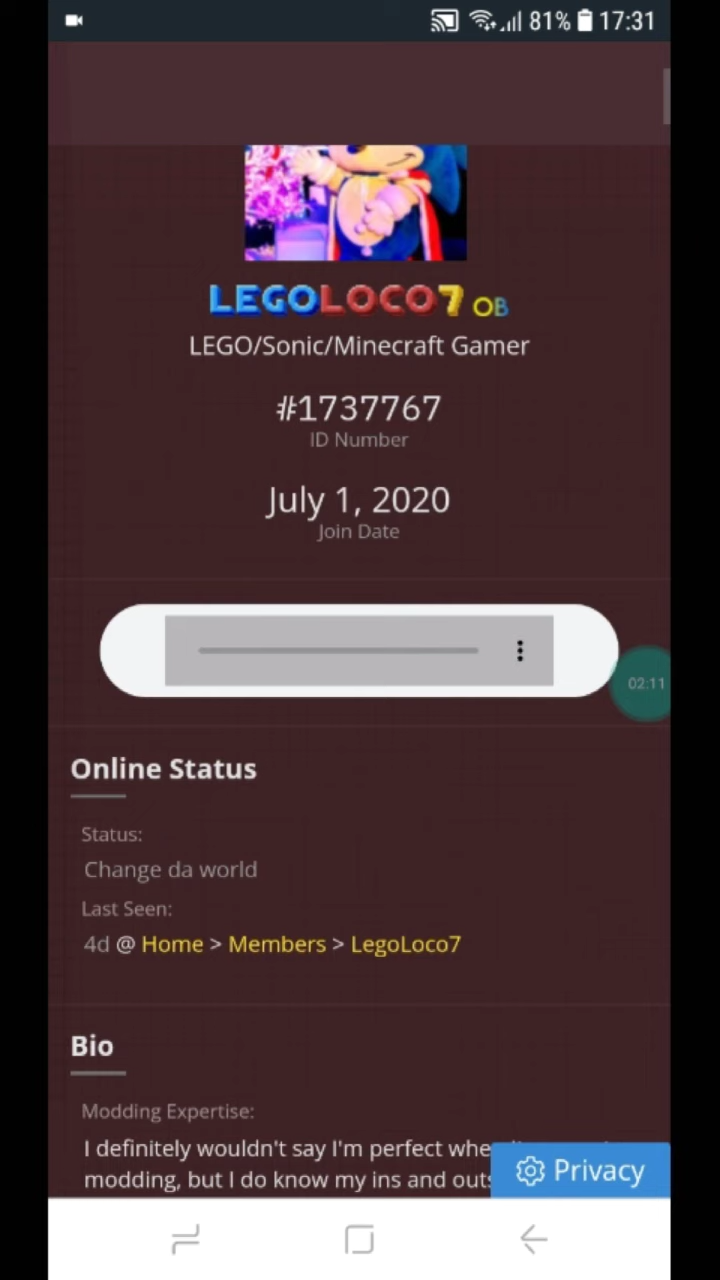 81% 17:31
LEGOLOCO7 OB
LEGO/Sonic/Minecraft Gamer
#1737767
ID Number
July 1, 2020
Join Date
02:11
Online Status
Status:
Change da world
Last Seen:
4d @ Home > Members > LegoLoco7
Bio
Modding Expertise:
I definitely wouldn't say I'm perfect
modding, but I do know my ins and
Privacy